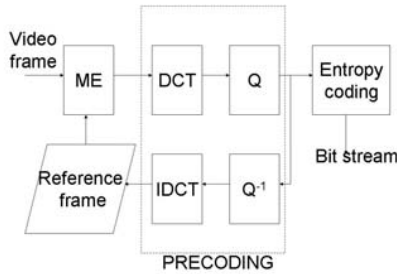 Video
frame
ME
DCT
Q
Entropy
coding
Bit stream
Reference
frame
IDCT
Q⁻¹
PRECODING